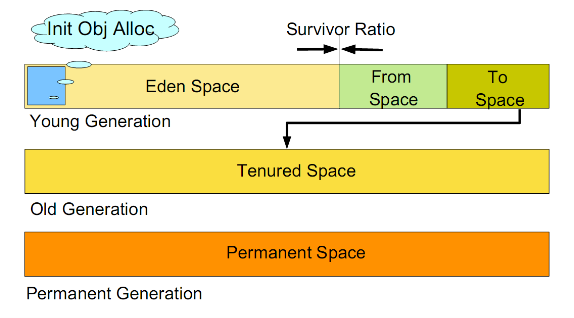 Init Obj Alloc
Survivor Ratio
Eden Space
From
Space
To
Space
Young Generation
Tenured Space
Old Generation
Permanent Space
Permanent Generation